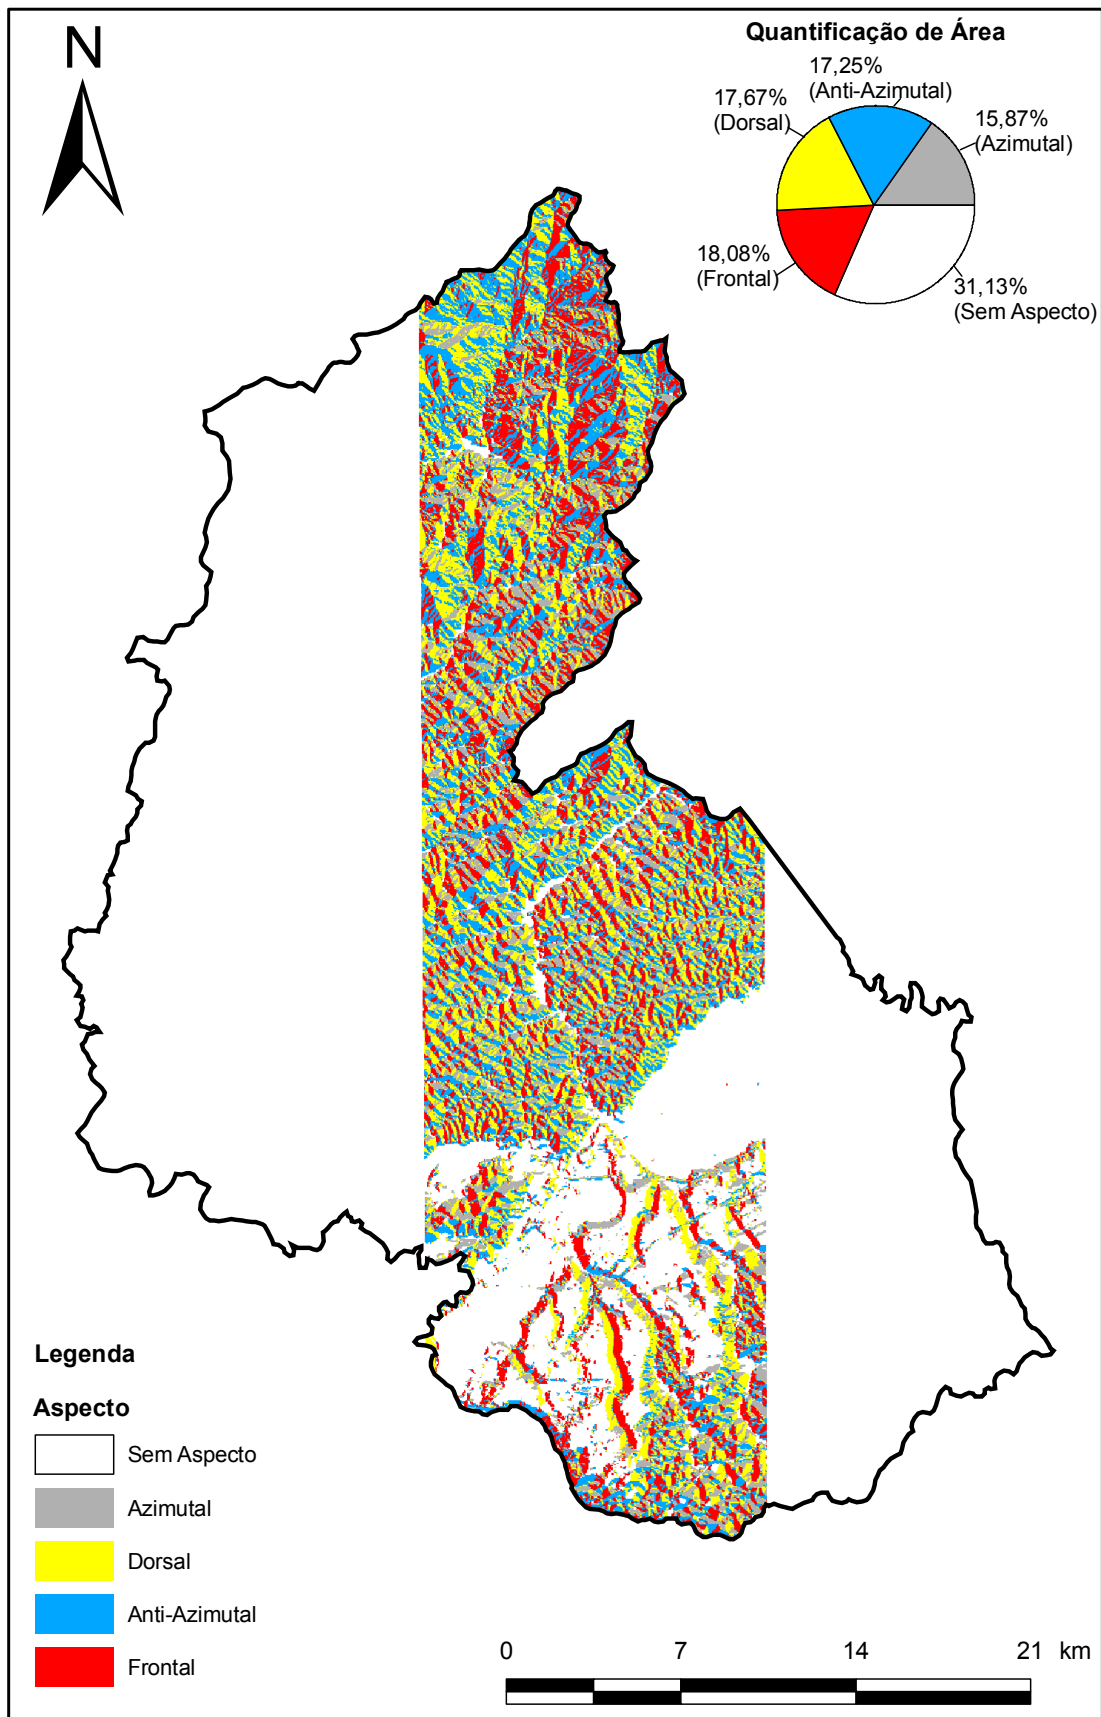 N
Quantificação de Área
17,25%
(Anti-Azimutal)
17,67%
(Dorsal)
15,87%
(Azimutal)
18,08%
(Frontal)
31,13%
(Sem Aspecto)
Legenda
Aspecto
Sem Aspecto
Azimutal
Dorsal
Anti-Azimutal
Frontal
0 7 14 21 km